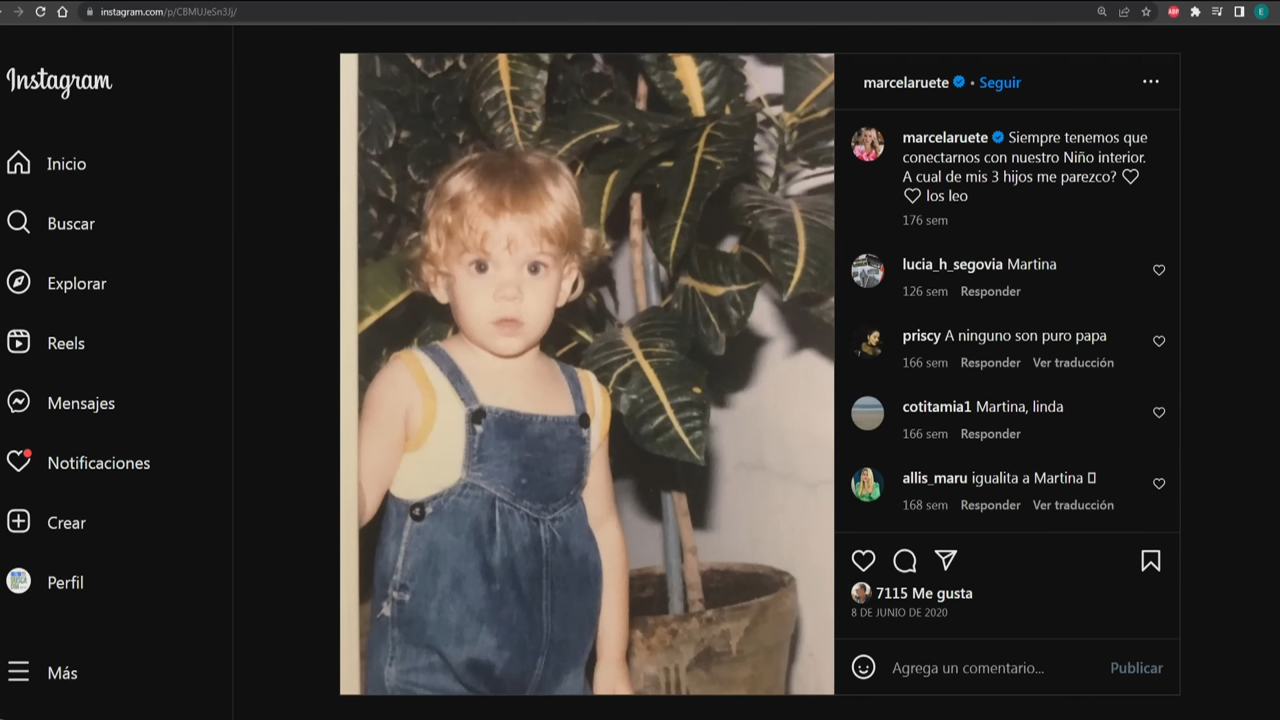 instagram.com/p/CBMUJeSn3Jj/
Instagram
Inicio
Buscar
Explorar
Reels
Mensajes
Notificaciones
Crear
Perfil
Más
marcelaruete • Seguir
marcelaruete Siempre tenemos que
conectarnos con nuestro Niño interior.
A cual de mis 3 hijos me parezco? ♡
♡ los leo
176 sem
lucia_h_segovia Martina
126 sem Responder
priscy A ninguno son puro papa
166 sem Responder Ver traducción
cotitamia1 Martina, linda
166 sem Responder
allis_maru igualita a Martina
168 sem Responder Ver traducción
7115 Me gusta
8 DE JUNIO DE 2020
Agrega un comentario... Publicar